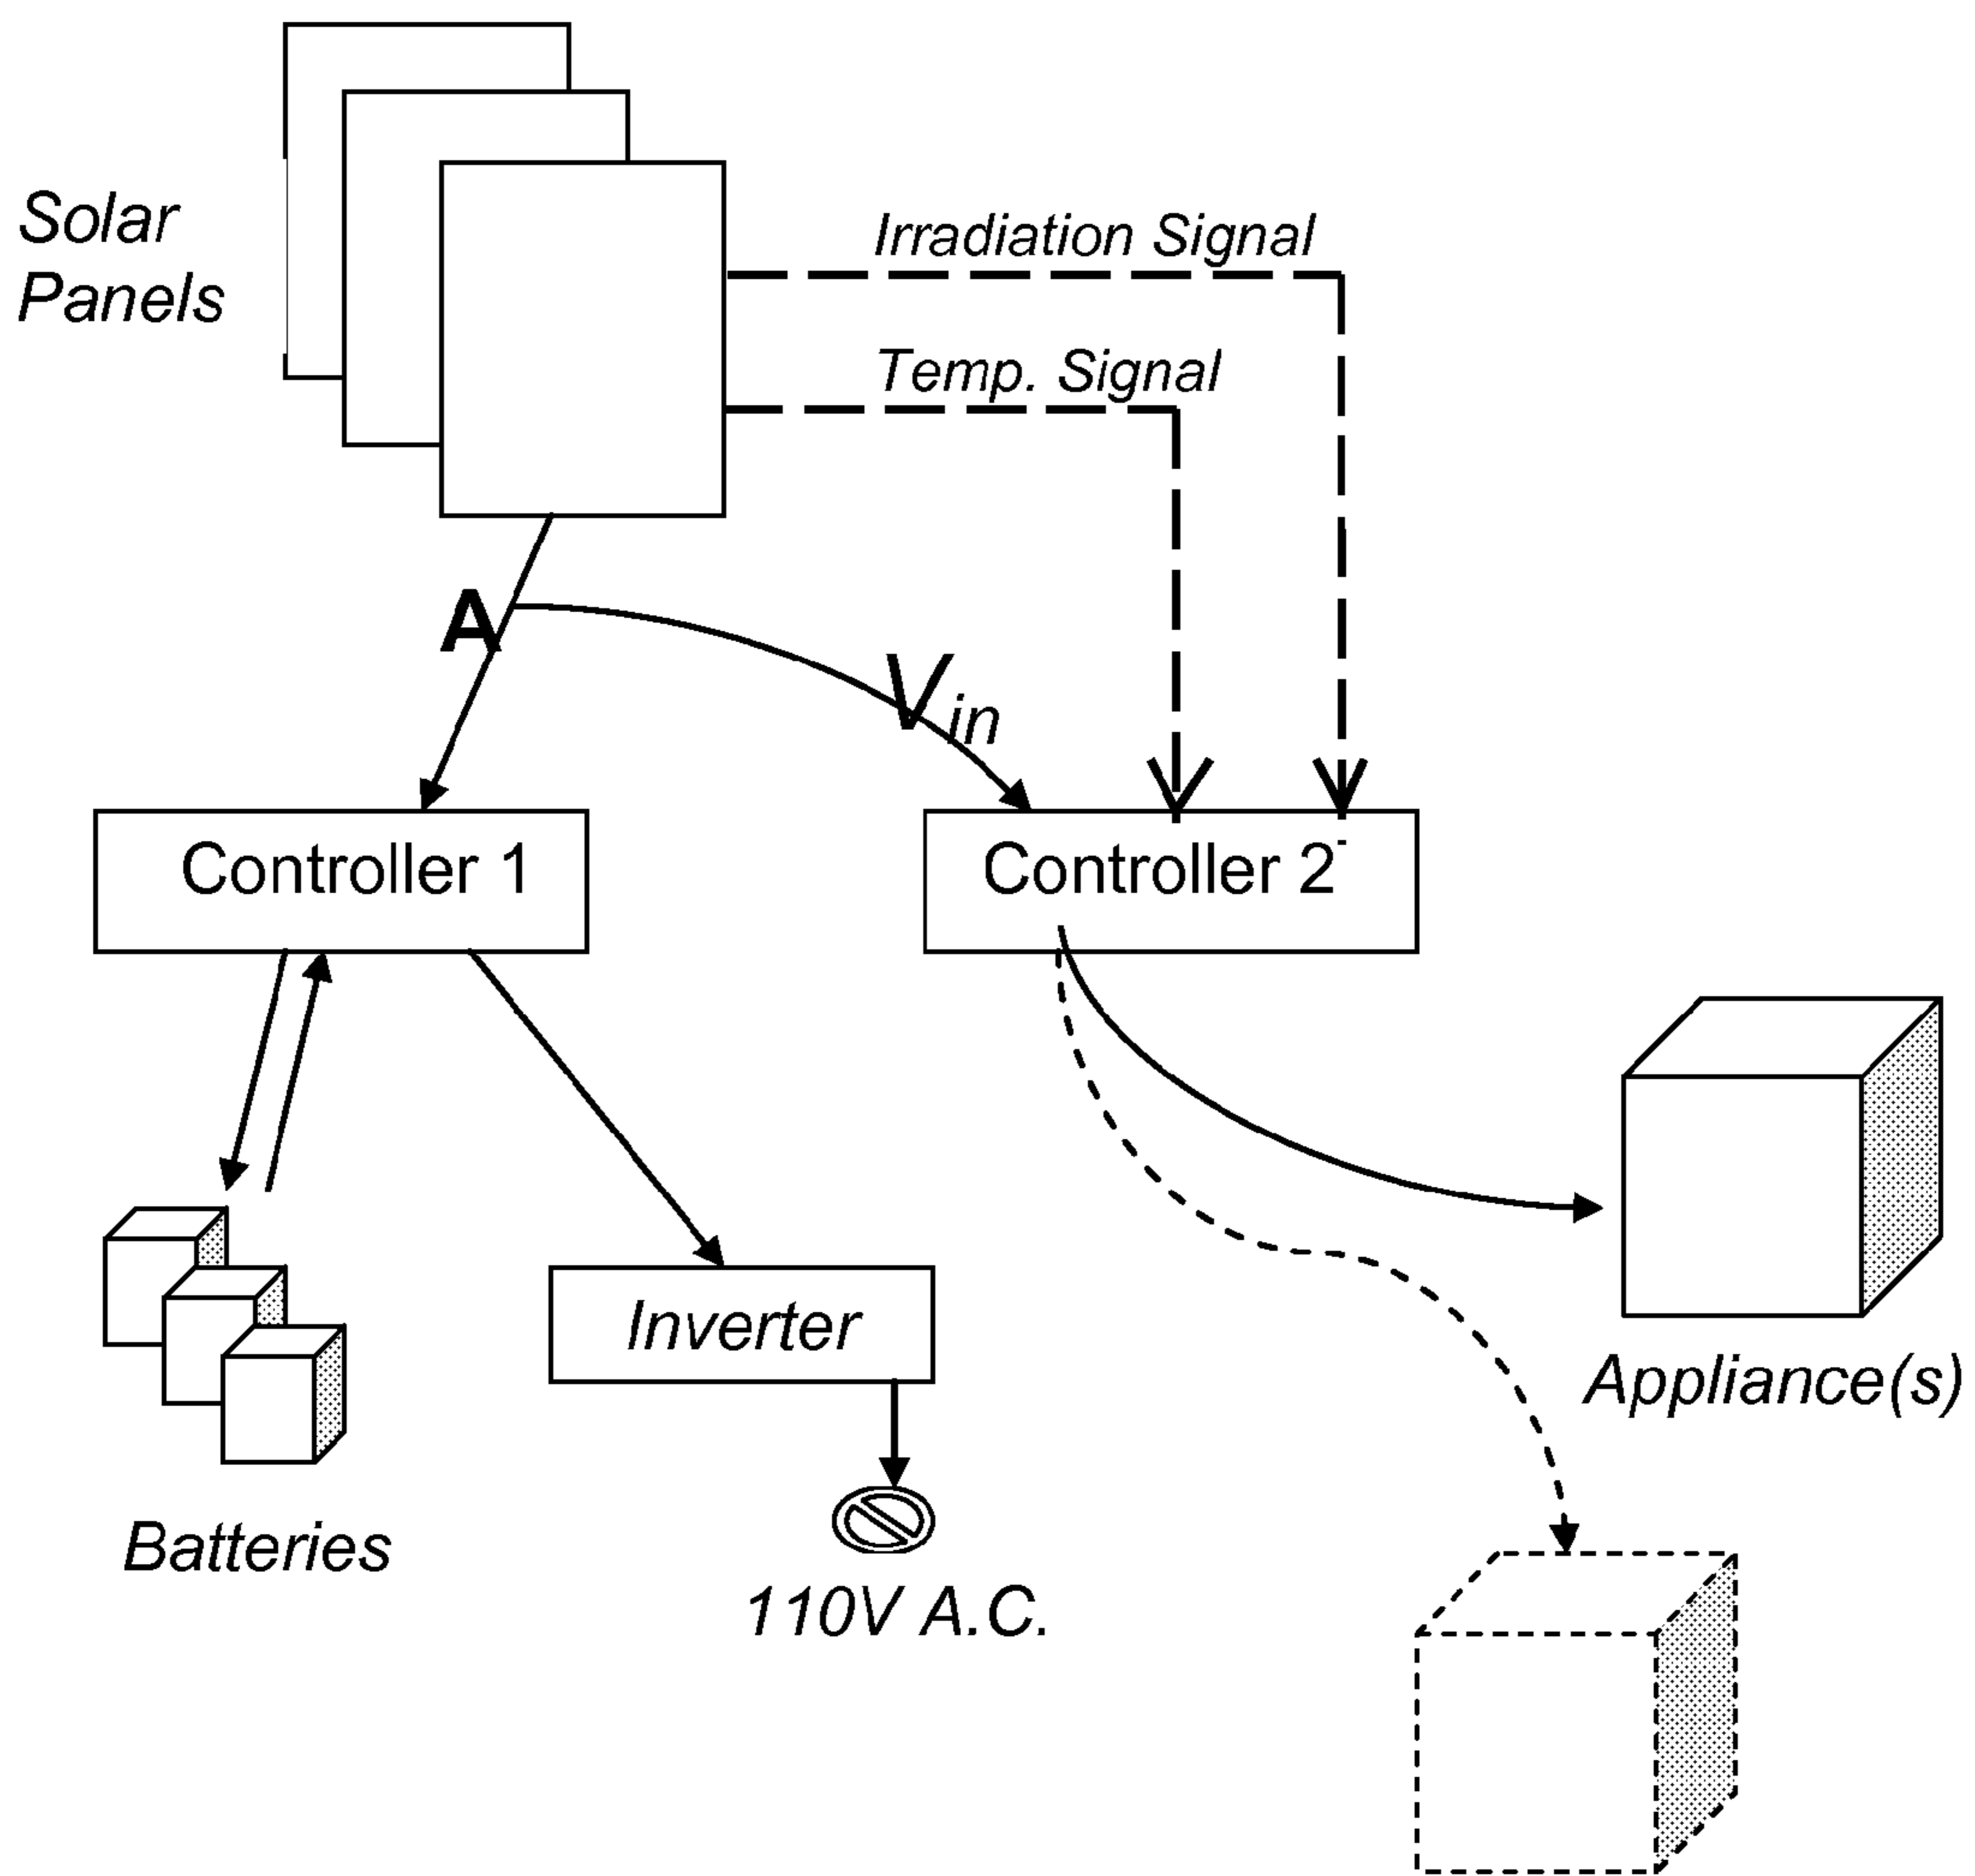 Solar
Panels
Irradiation Signal
Temp. Signal
A
Vin
Controller 1
Controller 2
Inverter
Appliance(s)
Batteries
110V A.C.